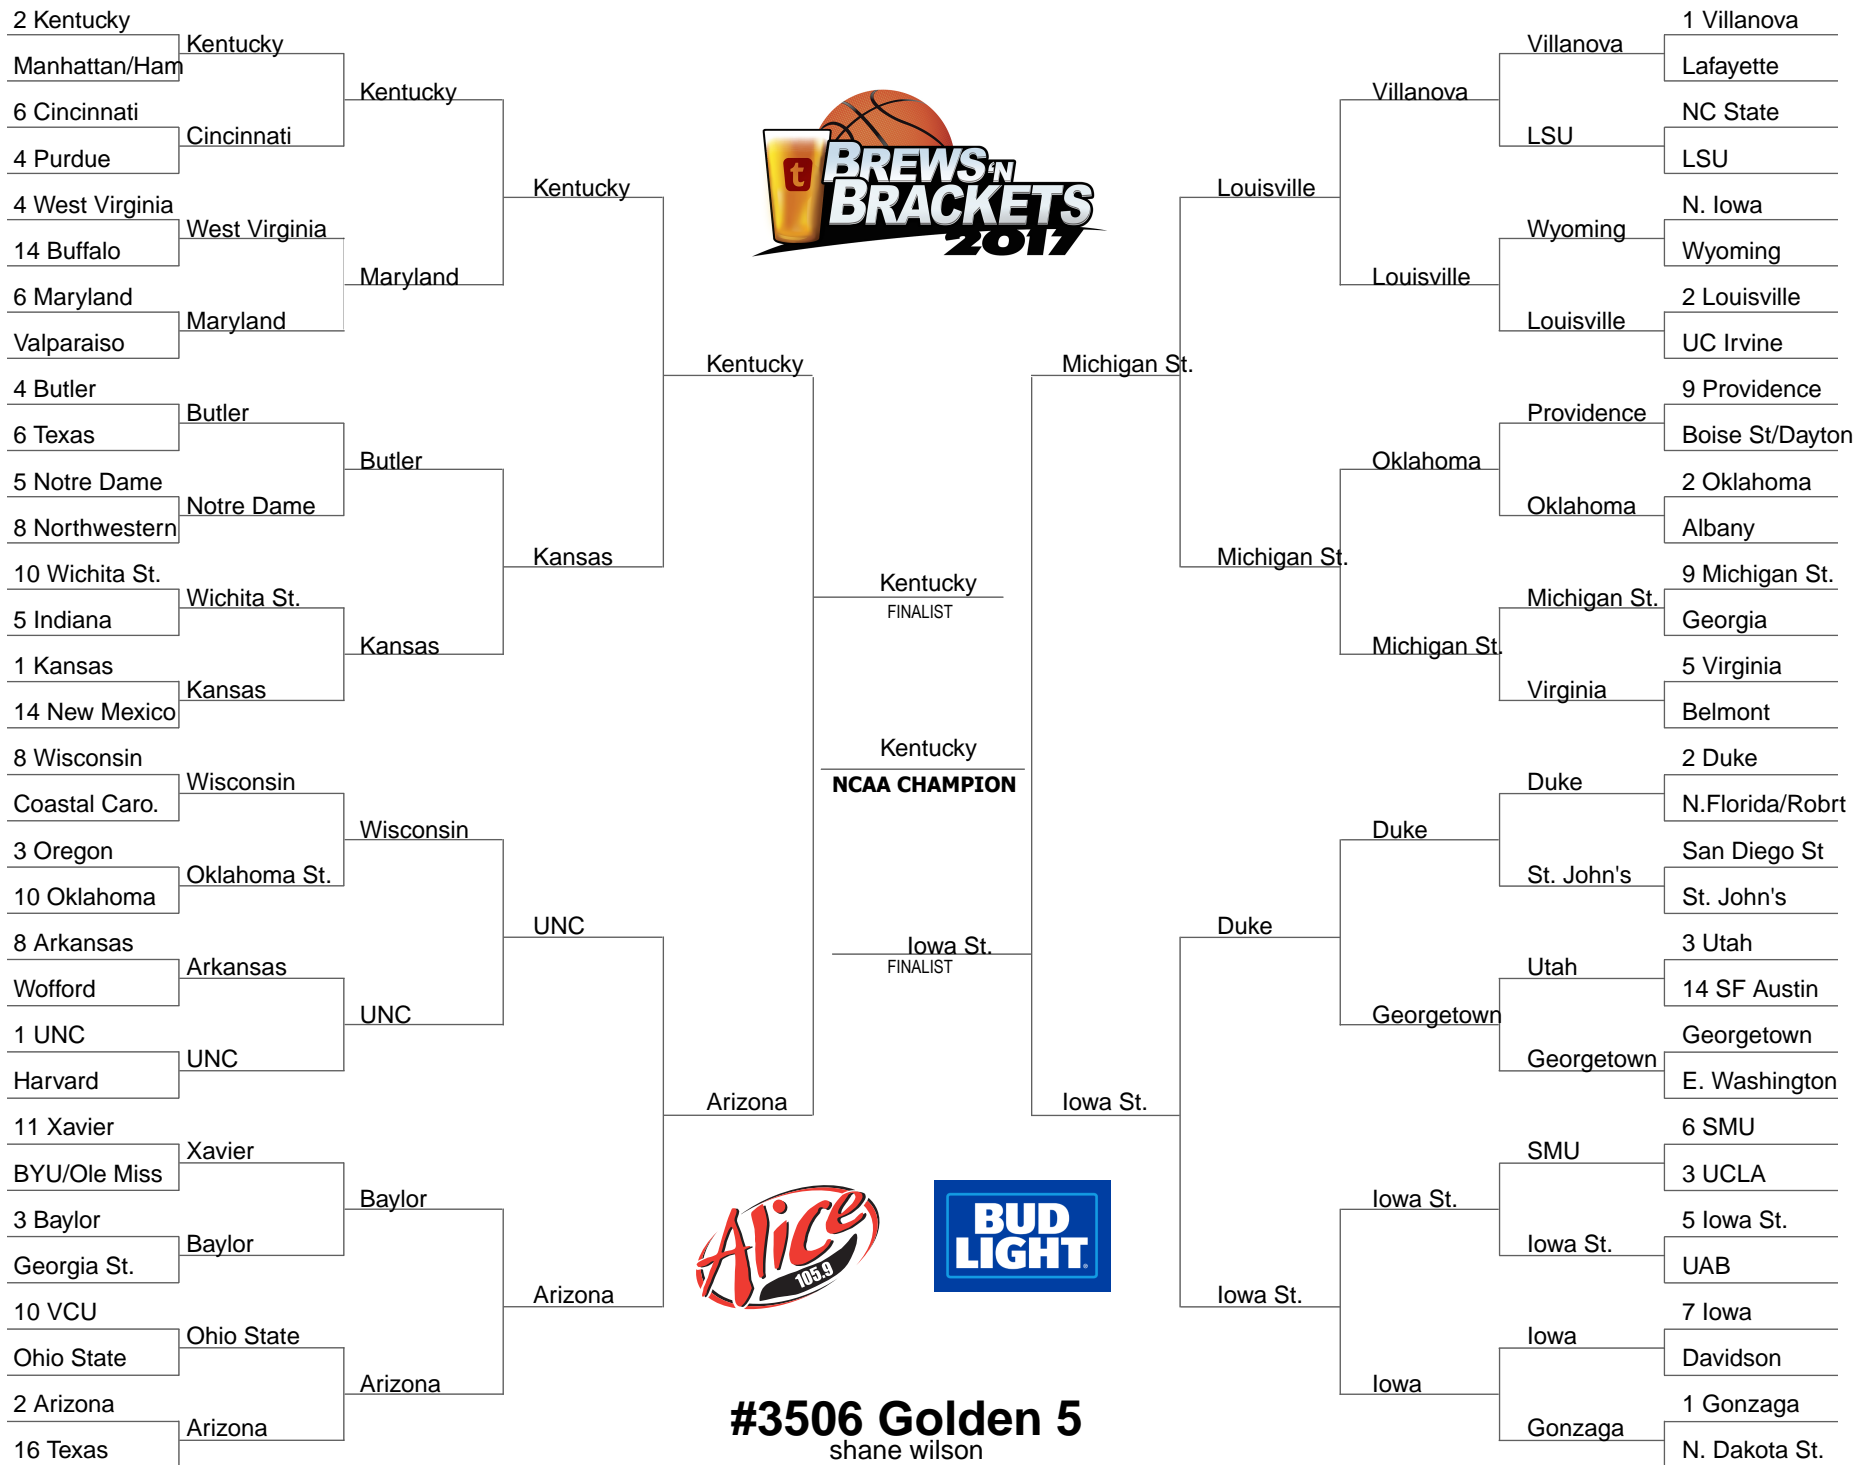 2 Kentucky
Manhattan/Ham
6 Cincinnati
4 Purdue
4 West Virginia
14 Buffalo
6 Maryland
Valparaiso
4 Butler
6 Texas
5 Notre Dame
8 Northwestern
10 Wichita St.
5 Indiana
1 Kansas
14 New Mexico
8 Wisconsin
Coastal Caro.
3 Oregon
10 Oklahoma
8 Arkansas
Wofford
1 UNC
Harvard
11 Xavier
BYU/Ole Miss
3 Baylor
Georgia St.
10 VCU
Ohio State
2 Arizona
16 Texas
Kentucky
Cincinnati
West Virginia
Maryland
Butler
Notre Dame
Wichita St.
Kansas
Wisconsin
Oklahoma St.
Arkansas
UNC
Xavier
Baylor
Ohio State
Arizona
Kentucky
Maryland
Butler
Kansas
Wisconsin
UNC
Baylor
Arizona
Kentucky
Kansas
UNC
Arizona
Kentucky
Arizona
BREWS'N
BRACKETS
2017
t
Kentucky
FINALIST
Kentucky
NCAA CHAMPION
Iowa St.
FINALIST
Alice
105.9
BUD
LIGHT
#3506 Golden 5
shane wilson
Michigan St.
Iowa St.
Louisville
Michigan St.
Duke
Iowa St.
Villanova
Louisville
Oklahoma
Michigan St.
Duke
Georgetown
Iowa St.
Iowa
Villanova
LSU
Wyoming
Louisville
Providence
Oklahoma
Michigan St.
Virginia
Duke
St. John's
Utah
Georgetown
SMU
Iowa St.
Iowa
Gonzaga
1 Villanova
Lafayette
NC State
LSU
N. Iowa
Wyoming
2 Louisville
UC Irvine
9 Providence
Boise St/Dayton
2 Oklahoma
Albany
9 Michigan St.
Georgia
5 Virginia
Belmont
2 Duke
N.Florida/Robrt
San Diego St
St. John's
3 Utah
14 SF Austin
Georgetown
E. Washington
6 SMU
3 UCLA
5 Iowa St.
UAB
7 Iowa
Davidson
1 Gonzaga
N. Dakota St.